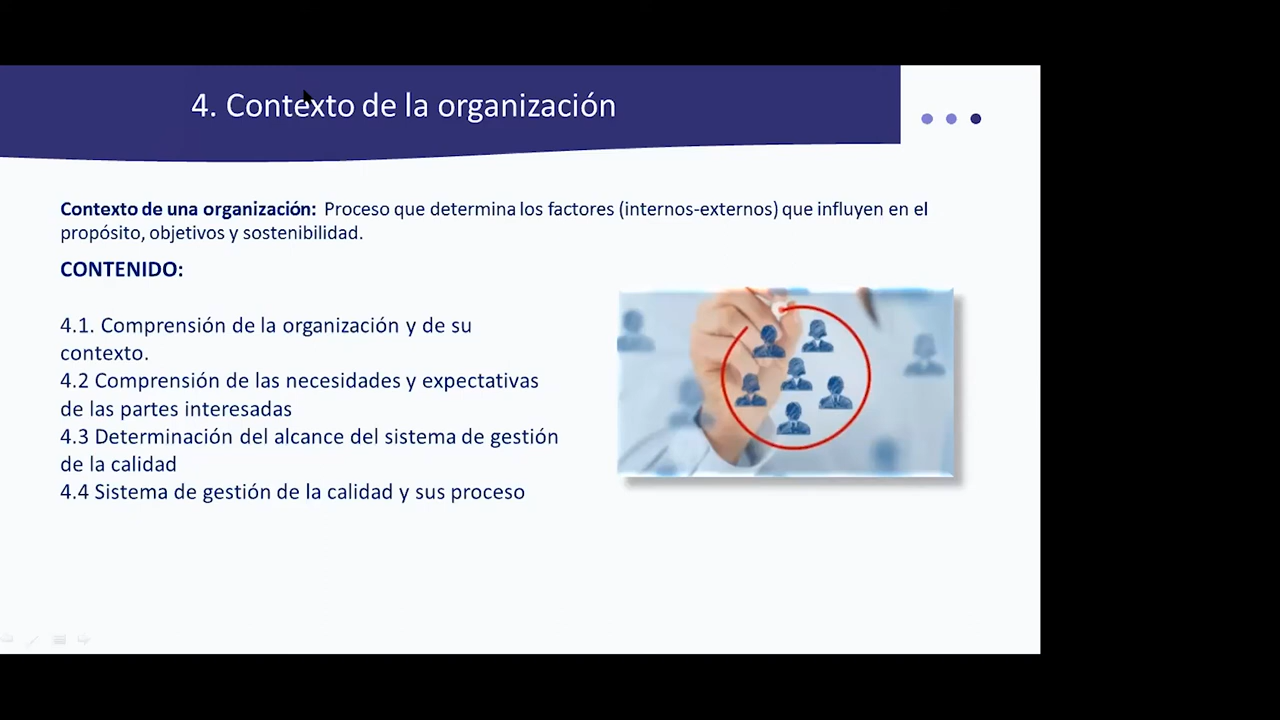 4. Contexto de la organización
Contexto de una organización: Proceso que determina los factores (internos-externos) que influyen en el
propósito, objetivos y sostenibilidad.
CONTENIDO:
4.1. Comprensión de la organización y de su
contexto.
4.2 Comprensión de las necesidades y expectativas
de las partes interesadas
4.3 Determinación del alcance del sistema de gestión
de la calidad
4.4 Sistema de gestión de la calidad y sus proceso